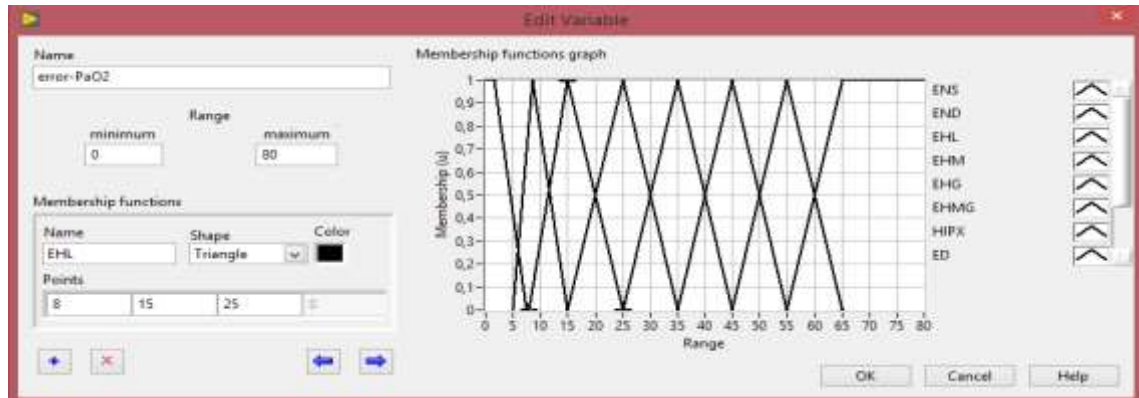 Edit Variable
Name
error-PaO2
Range
minimum maximum
0 80
Membership functions
Name Shape Color
EHL Triangle
Points
8 15 25
Membership functions graph
Membership (u)
1
0,9
0,8
0,7
0,6
0,5
0,4
0,3
0,2
0,1
0
0 5 10 15 20 25 30 35 40 45 50 55 60 65 70 75 80
Range
ENS
END
EHL
EHM
EHG
EHMG
HIPX
ED
OK Cancel Help